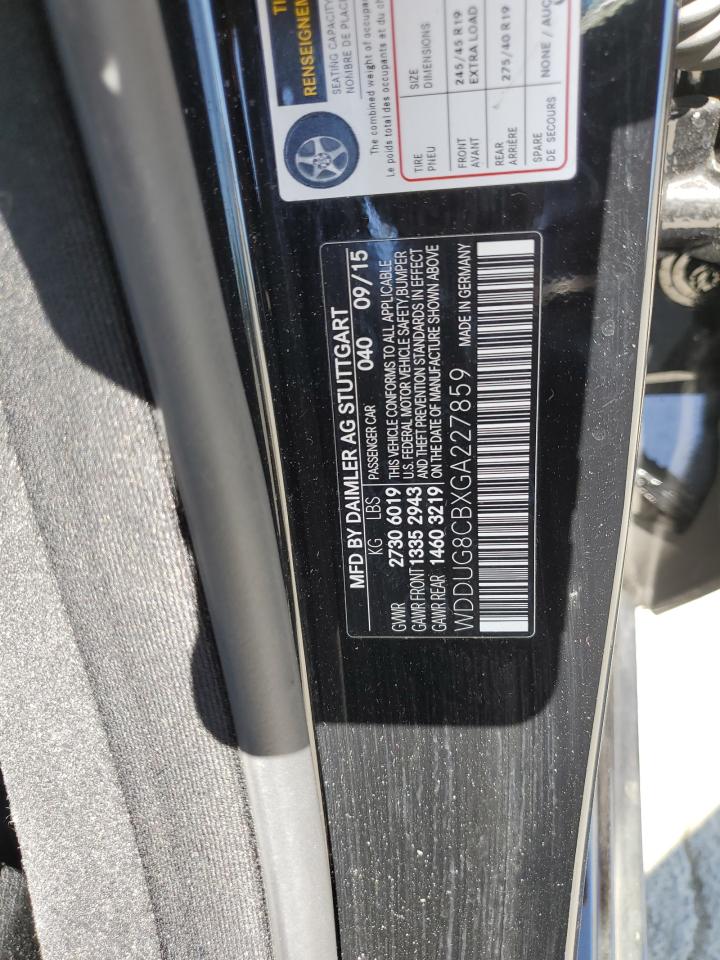 RENSEIGNEM
SEATING CAPACITY
NOMBRE DE PLACE
The combined weight of occupa
Le poids total des occupants et du ch
TIRE SIZE
PNEU DIMENSIONS
FRONT 245/45 R19
AVANT EXTRA LOAD
REAR 275/40 R19
ARRIÈRE
SPARE NONE / AUC
DE SECOURS
MFD BY DAIMLER AG STUTTGART
KG LBS PASSENGER CAR 040 09/15
GVWR 2730 6019 THIS VEHICLE CONFORMS TO ALL APPLICABLE
U.S. FEDERAL MOTOR VEHICLE SAFETY, BUMPER
GAWR FRONT 1335 2943 AND THEFT PREVENTION STANDARDS IN EFFECT
GAWR REAR 1460 3219 ON THE DATE OF MANUFACTURE SHOWN ABOVE
WDDUG8CBXGA227859 MADE IN GERMANY